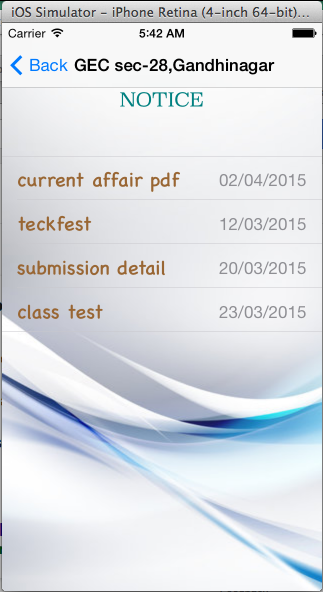 iOS Simulator - iPhone Retina (4-inch 64-bit)...
Carrier 5:42 AM
Back GEC sec-28,Gandhinagar
NOTICE
current affair pdf 02/04/2015
teckfest 12/03/2015
submission detail 20/03/2015
class test 23/03/2015